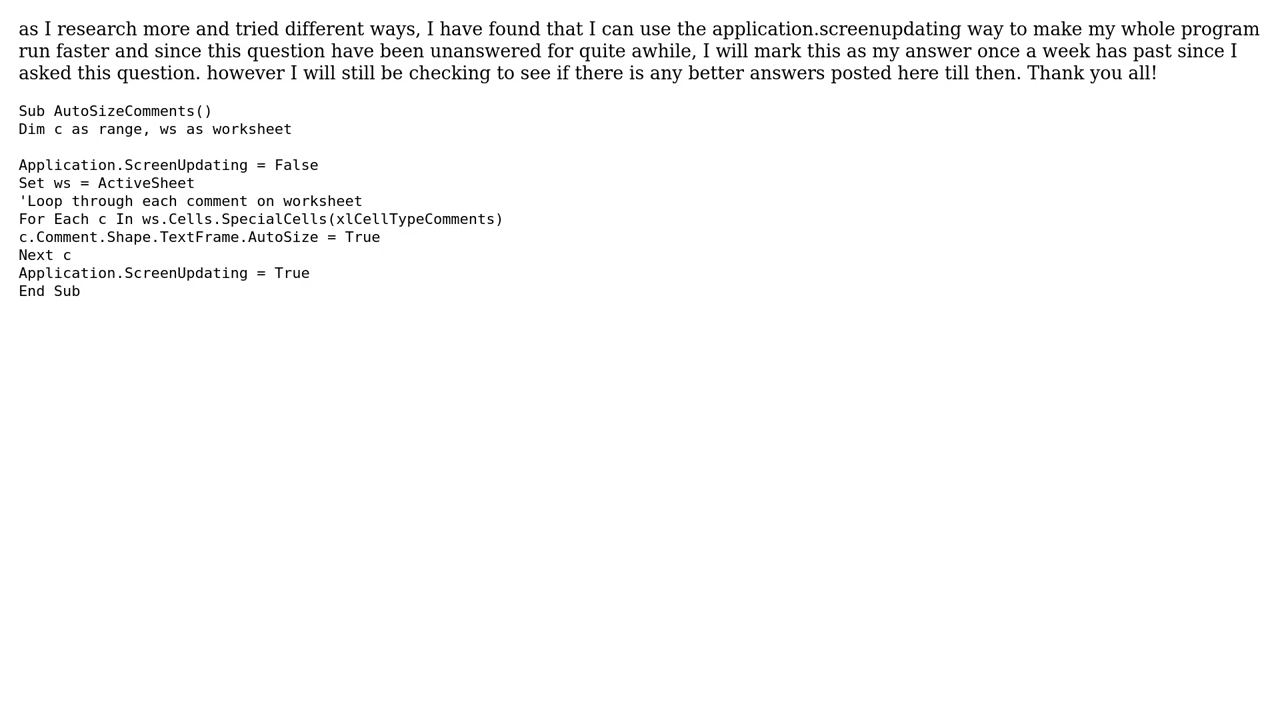 as I research more and tried different ways, I have found that I can use the application.screenupdating way to make my whole program
run faster and since this question have been unanswered for quite awhile, I will mark this as my answer once a week has past since I
asked this question. however I will still be checking to see if there is any better answers posted here till then. Thank you all!
Sub AutoSizeComments()
Dim c as range, ws as worksheet
Application.ScreenUpdating = False
Set ws = ActiveSheet
'Loop through each comment on worksheet
For Each c In ws.Cells.SpecialCells(xlCellTypeComments)
c.Comment.Shape.TextFrame.AutoSize = True
Next c
Application.ScreenUpdating = True
End Sub